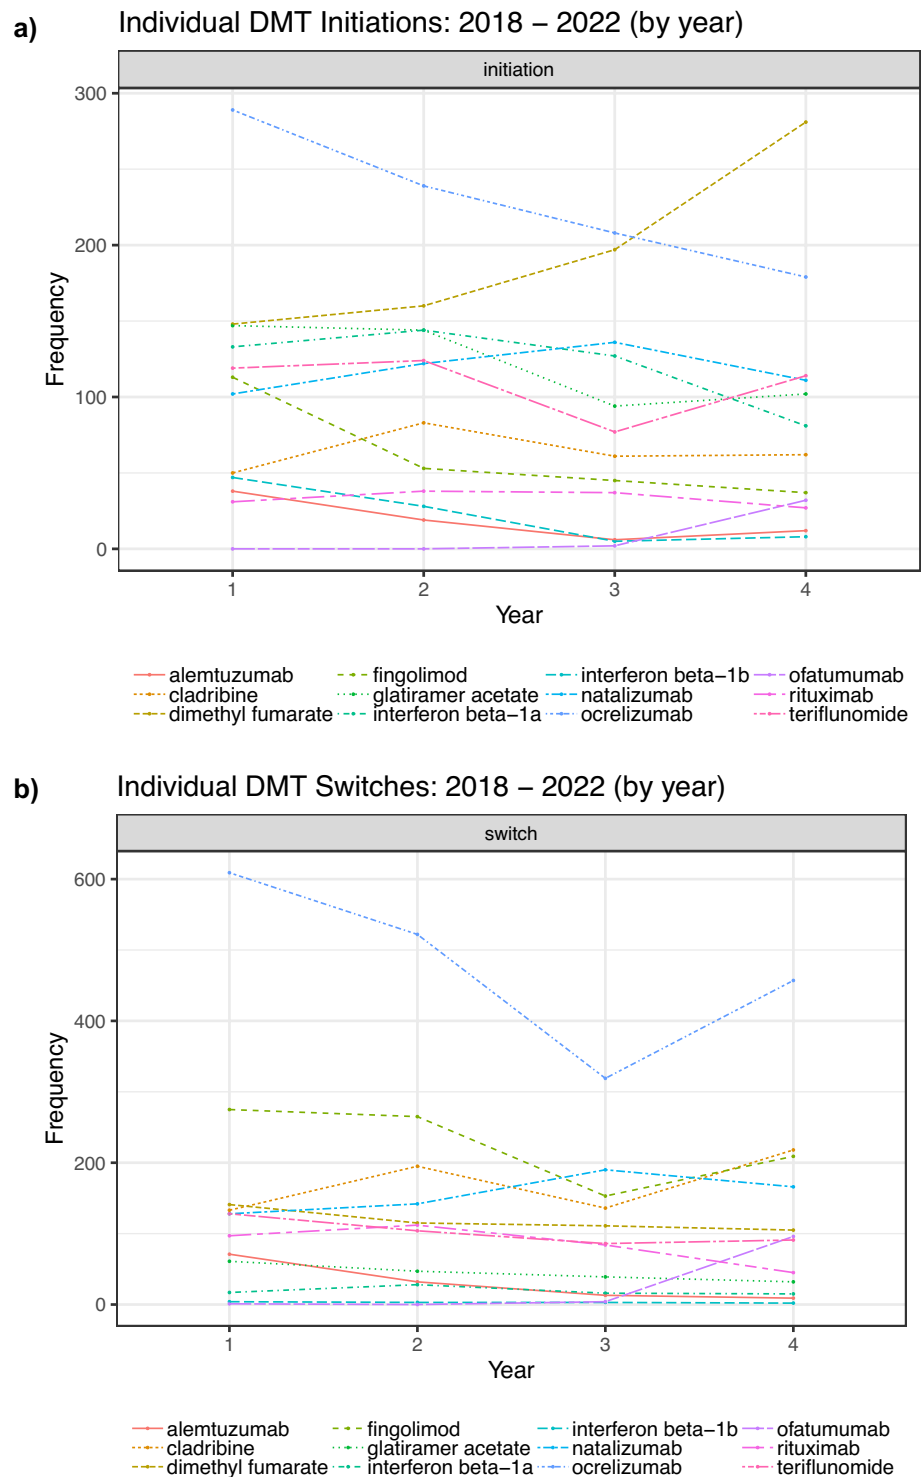 a) Individual DMT Initiations: 2018 – 2022 (by year)
initiation
300
200
100
0
Frequency
1 2 3 4
Year
alemtuzumab fingolimod interferon beta−1b ofatumumab
cladribine glatiramer acetate natalizumab rituximab
dimethyl fumarate interferon beta−1a ocrelizumab teriflunomide
b) Individual DMT Switches: 2018 – 2022 (by year)
switch
600
400
200
0
Frequency
1 2 3 4
Year
alemtuzumab fingolimod interferon beta−1b ofatumumab
cladribine glatiramer acetate natalizumab rituximab
dimethyl fumarate interferon beta−1a ocrelizumab teriflunomide